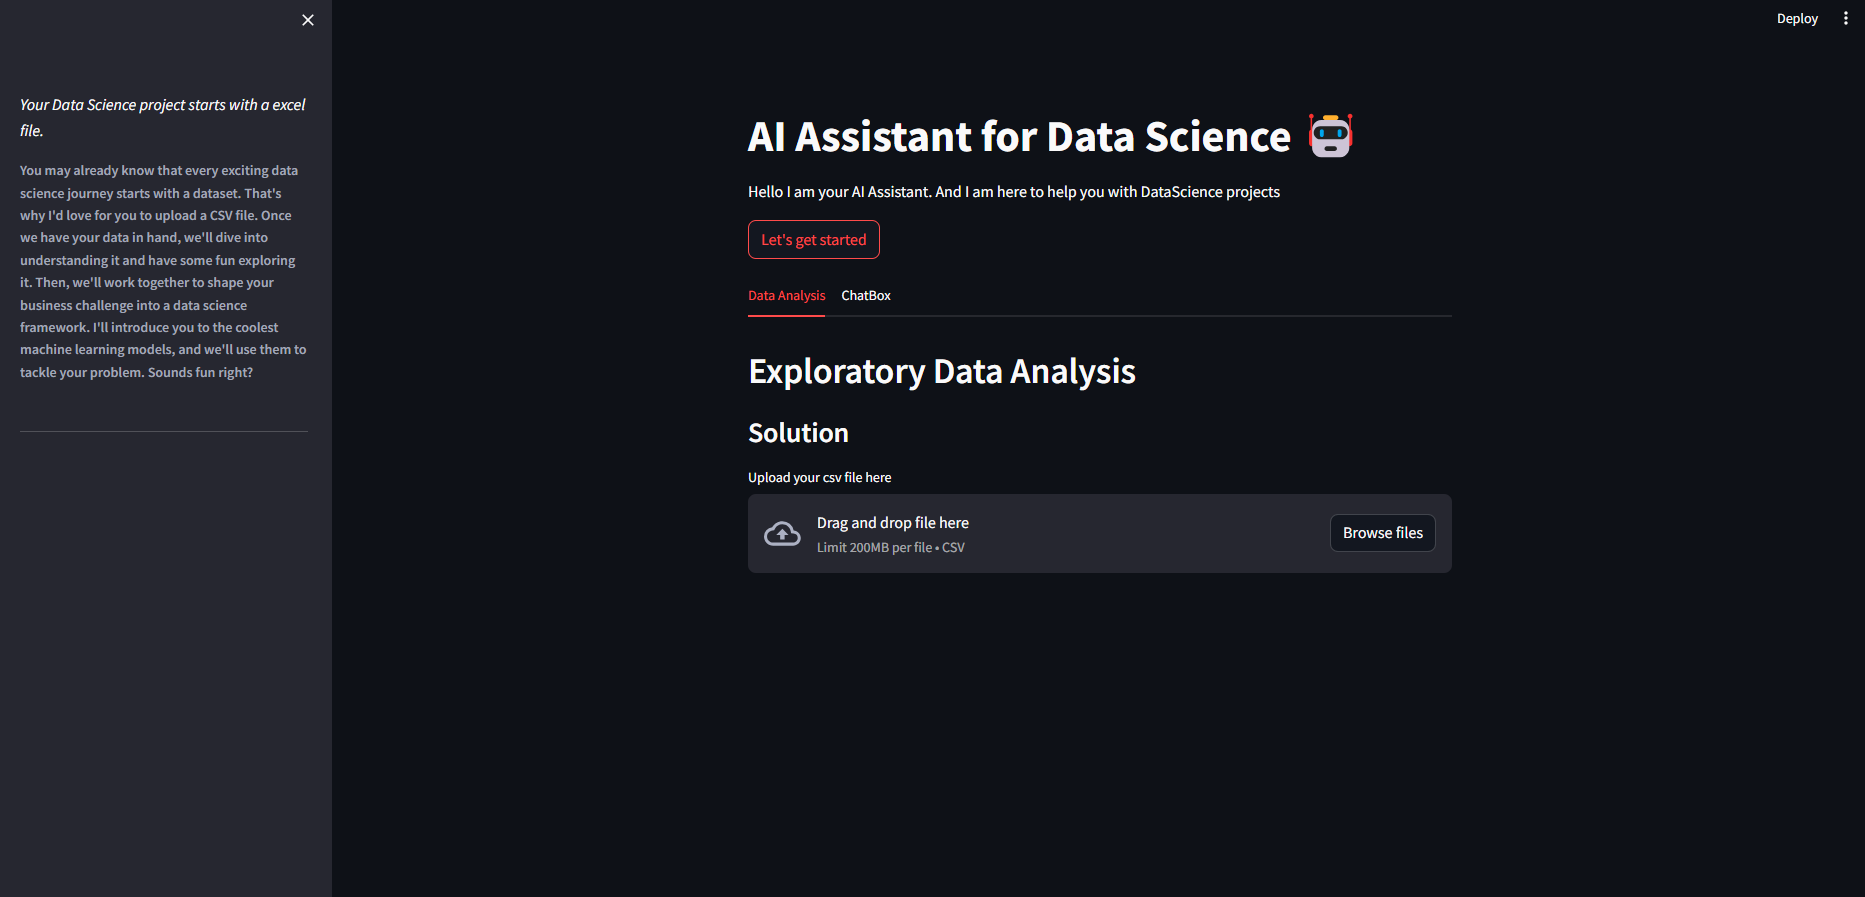 Your Data Science project starts with a excel
file.
You may already know that every exciting data
science journey starts with a dataset. That's
why I'd love for you to upload a CSV file. Once
we have your data in hand, we'll dive into
understanding it and have some fun exploring
it. Then, we'll work together to shape your
business challenge into a data science
framework. I'll introduce you to the coolest
machine learning models, and we'll use them to
tackle your problem. Sounds fun right?
Deploy
AI Assistant for Data Science
Hello I am your AI Assistant. And I am here to help you with DataScience projects
Let's get started
Data Analysis ChatBox
Exploratory Data Analysis
Solution
Upload your csv file here
Drag and drop file here
Limit 200MB per file • CSV
Browse files